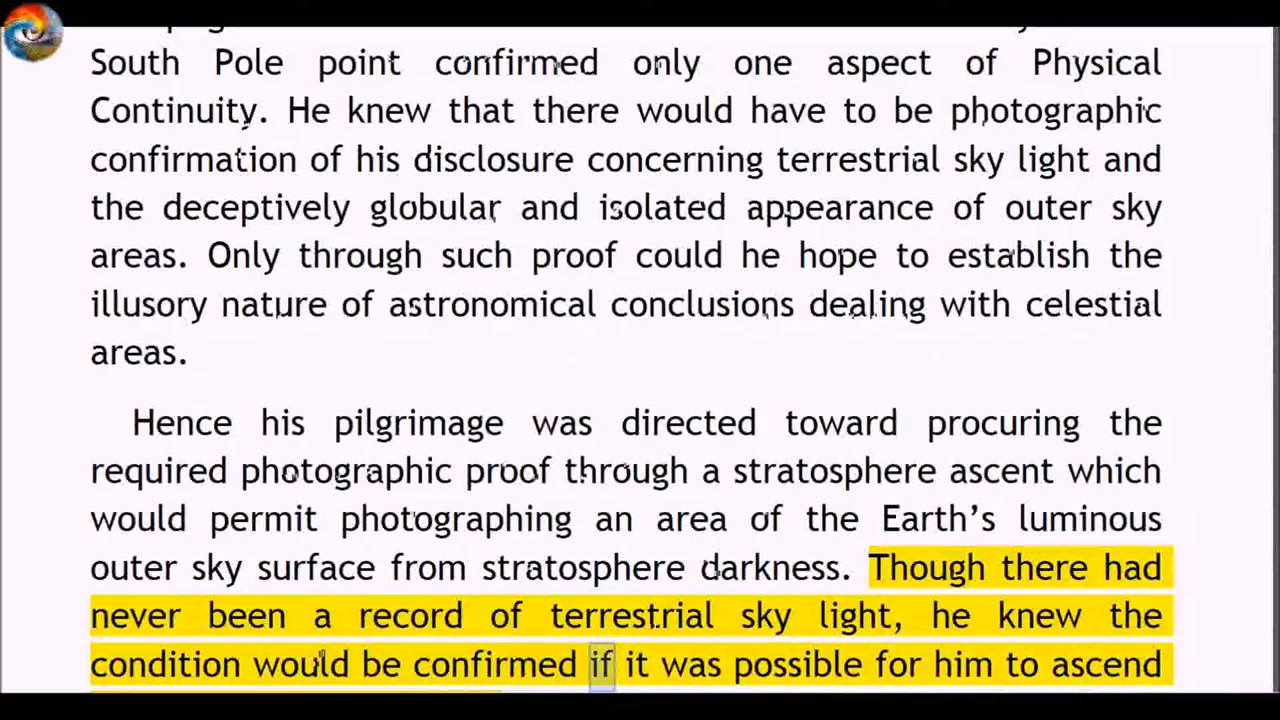 South Pole point confirmed only one aspect of Physical
Continuity. He knew that there would have to be photographic
confirmation of his disclosure concerning terrestrial sky light and
the deceptively globular and isolated appearance of outer sky
areas. Only through such proof could he hope to establish the
illusory nature of astronomical conclusions dealing with celestial
areas.
Hence his pilgrimage was directed toward procuring the
required photographic proof through a stratosphere ascent which
would permit photographing an area of the Earth’s luminous
outer sky surface from stratosphere darkness. Though there had
never been a record of terrestrial sky light, he knew the
condition would be confirmed if it was possible for him to ascend